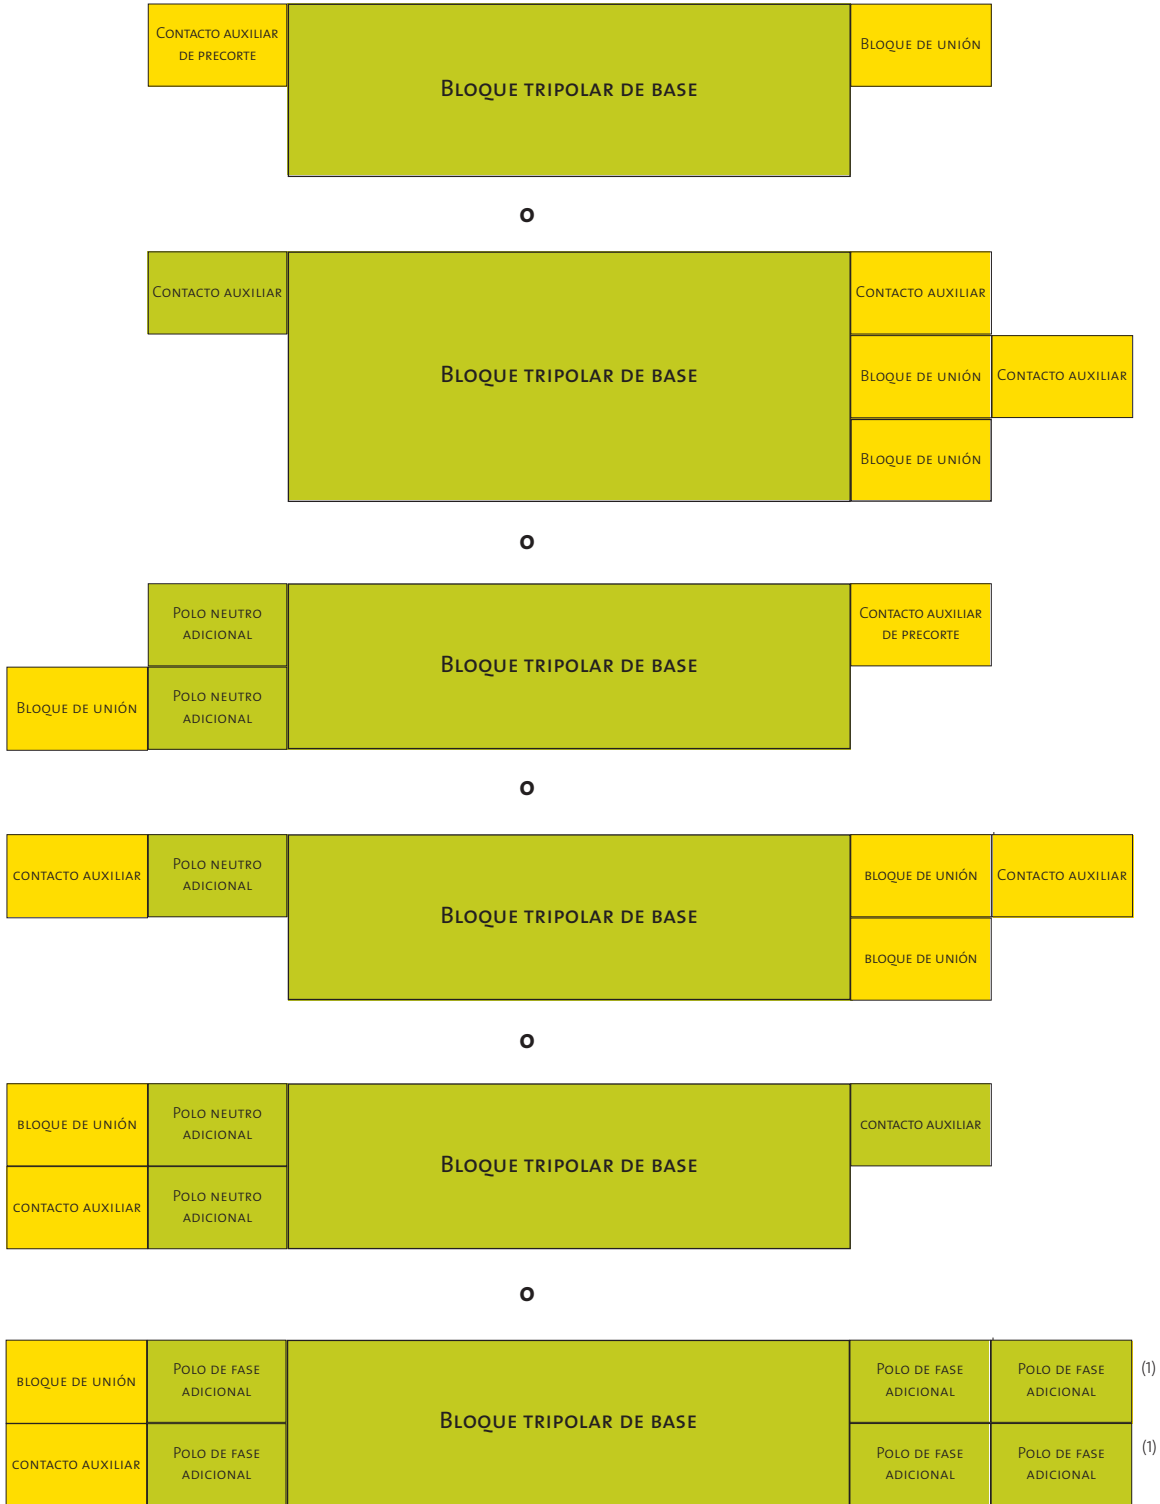 Contacto auxiliar
de precorte
Bloque tripolar de base
Bloque de unión
o
Contacto auxiliar
Bloque tripolar de base
Contacto auxiliar
Bloque de unión
Contacto auxiliar
Bloque de unión
o
Polo neutro
adicional
Bloque de unión
Polo neutro
adicional
Bloque tripolar de base
Contacto auxiliar
de precorte
o
contacto auxiliar
Polo neutro
adicional
Bloque tripolar de base
bloque de unión
Contacto auxiliar
bloque de unión
o
bloque de unión
Polo neutro
adicional
contacto auxiliar
Polo neutro
adicional
Bloque tripolar de base
contacto auxiliar
o
bloque de unión
Polo de fase
adicional
contacto auxiliar
Polo de fase
adicional
Bloque tripolar de base
Polo de fase
adicional
Polo de fase
adicional
(1)
Polo de fase
adicional
Polo de fase
adicional
(1)